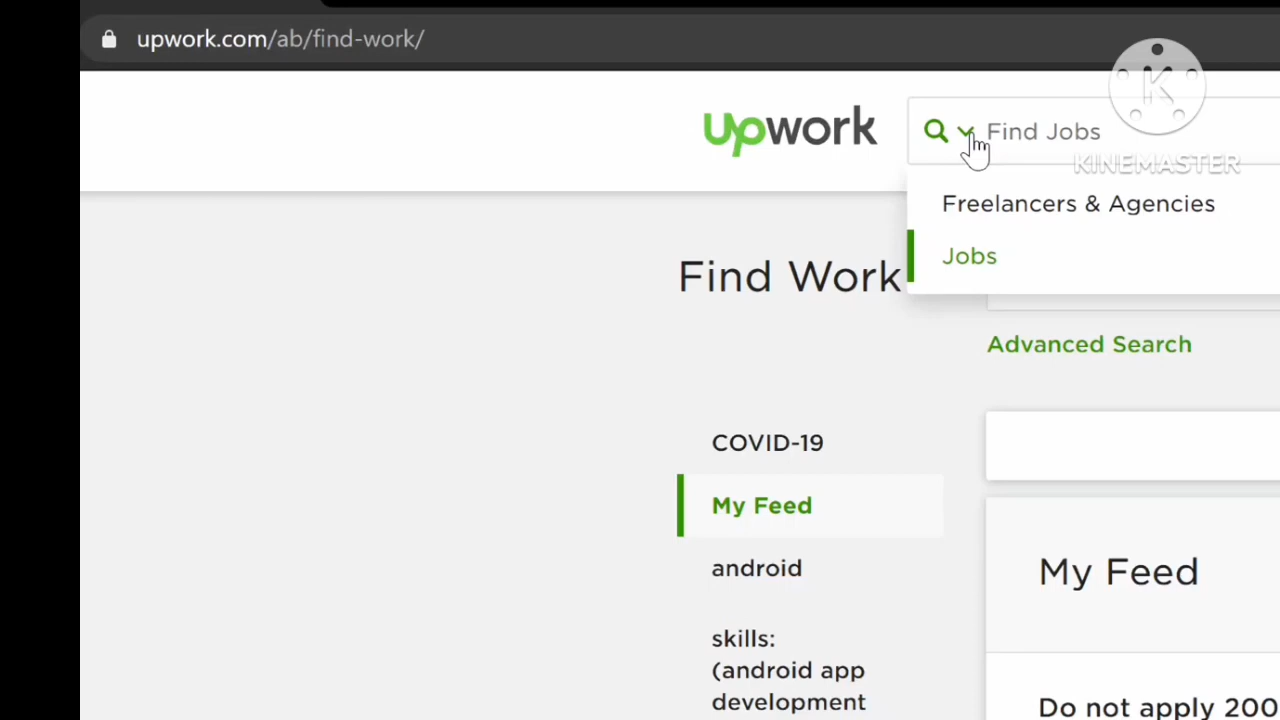 upwork.com/ab/find-work/
upwork
Find Jobs
K
KINEMASTER
Freelancers & Agencies
Jobs
Find Work
Advanced Search
COVID-19
My Feed
android
skills:
(android app
development
My Feed
Do not apply 200